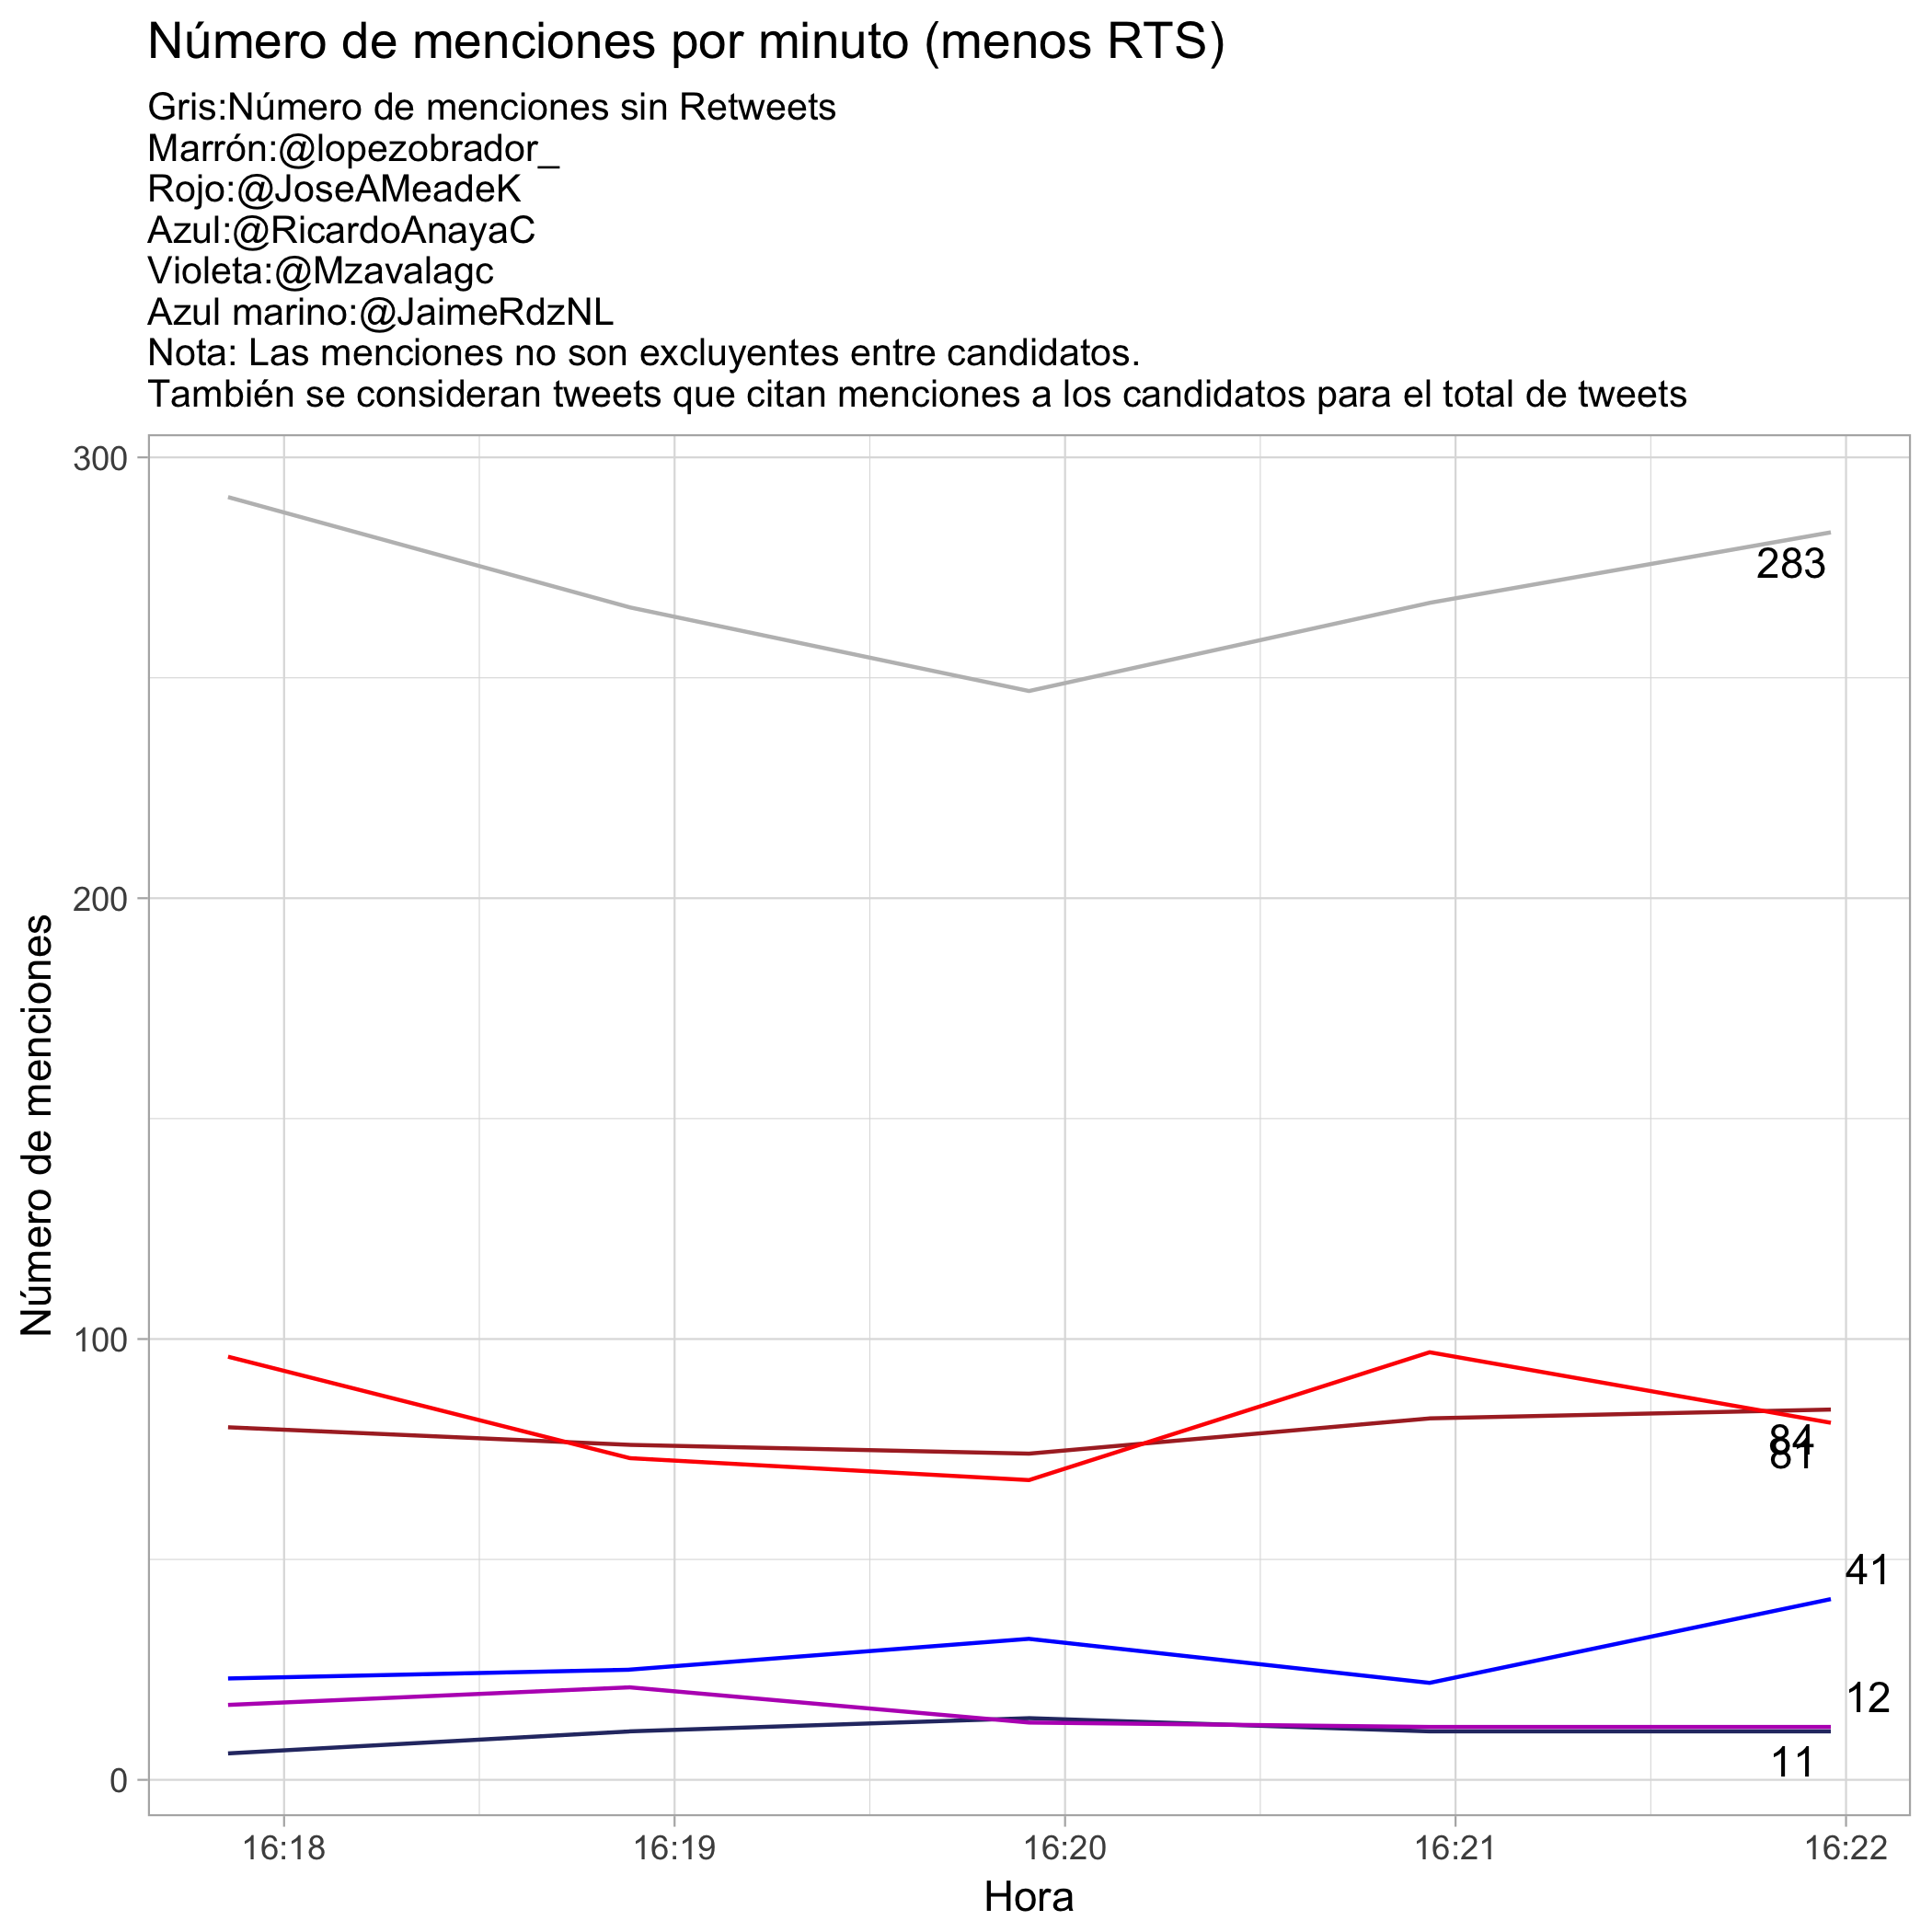 Número de menciones por minuto (menos RTS)
Gris:Número de menciones sin Retweets
Marrón:@lopezobrador_
Rojo:@JoseAMeadeK
Azul:@RicardoAnayaC
Violeta:@Mzavalagc
Azul marino:@JaimeRdzNL
Nota: Las menciones no son excluyentes entre candidatos.
También se consideran tweets que citan menciones a los candidatos para el total de tweets
300
283
200
Número de menciones
100
84
81
41
12
11
0
16:18 16:19 16:20 16:21 16:22
Hora